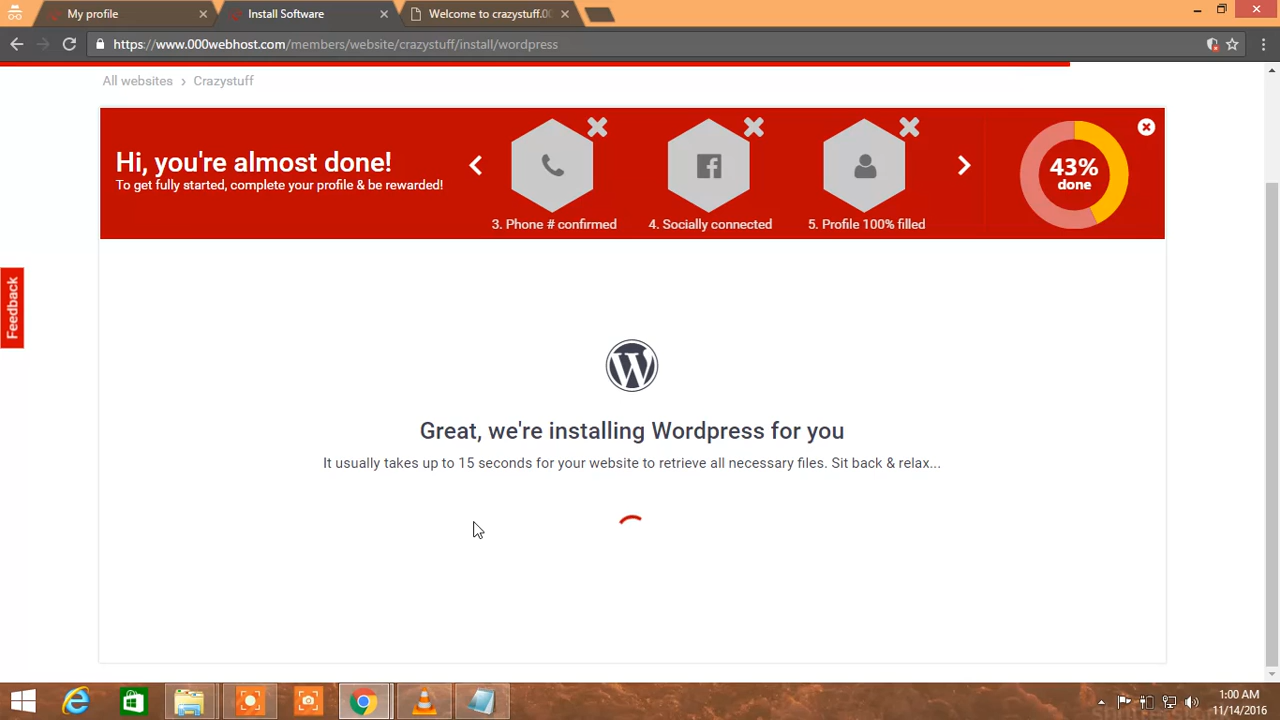 My profile
Install Software
Welcome to crazystuff.00
https://www.000webhost.com/members/website/crazystuff/install/wordpress
All websites › Crazystuff
Hi, you're almost done!
To get fully started, complete your profile & be rewarded!
3. Phone # confirmed
4. Socially connected
5. Profile 100% filled
43%
done
Feedback
Great, we're installing Wordpress for you
It usually takes up to 15 seconds for your website to retrieve all necessary files. Sit back & relax...
1:00 AM
11/14/2016